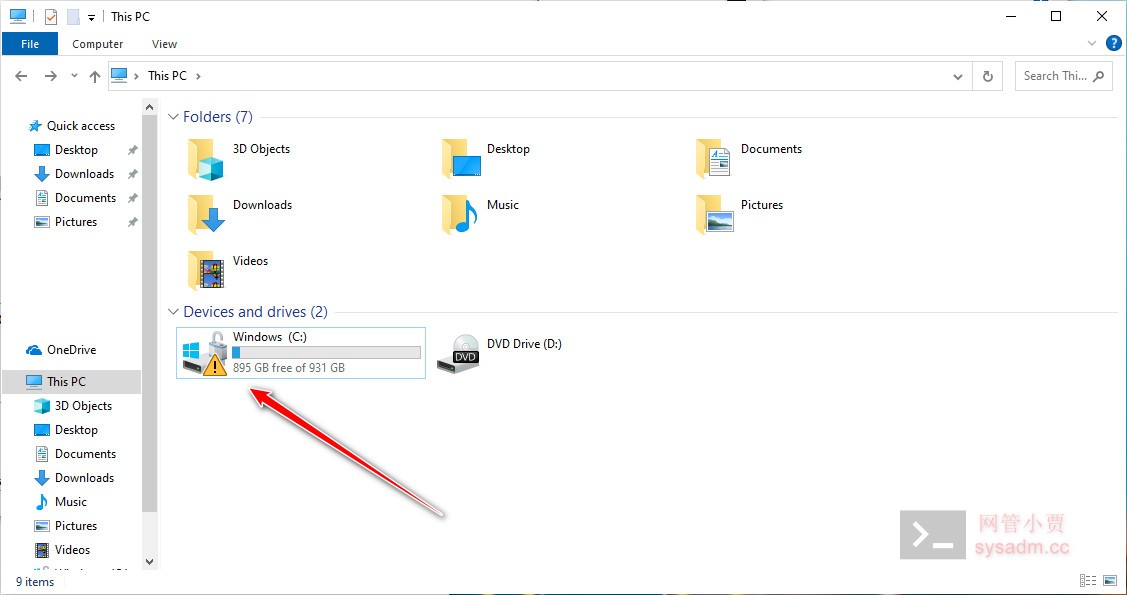 This PC
File
Computer
View
This PC
Search Thi...
Quick access
Desktop
Downloads
Documents
Pictures
OneDrive
This PC
3D Objects
Desktop
Documents
Downloads
Music
Pictures
Videos
Folders (7)
3D Objects
Desktop
Documents
Downloads
Music
Pictures
Videos
Devices and drives (2)
Windows (C:)
895 GB free of 931 GB
DVD
DVD Drive (D:)
网管小贾
sysadm.cc
9 items